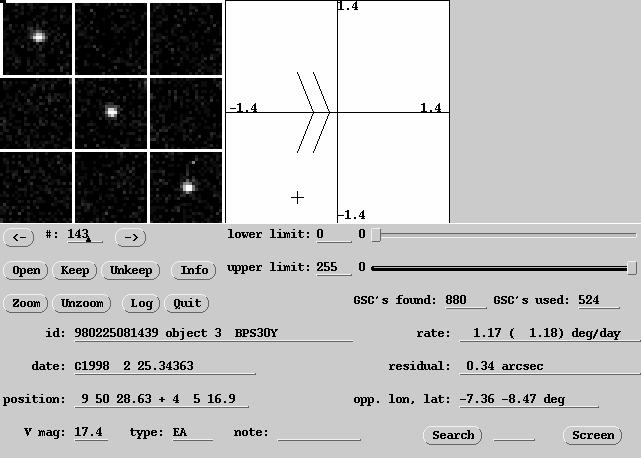 1.4
-1.4 1.4
-1.4
<- #: 143 -> lower limit: 0 0
Open Keep Unkeep Info upper limit: 255 0
Zoom Unzoom Log Quit GSC's found: 880 GSC's used: 524
id: 980225081439 object 3 BPS30Y rate: 1.17 ( 1.18) deg/day
date: C1998 2 25.34363 residual: 0.34 arcsec
position: 9 50 28.63 + 4 5 16.9 opp. lon, lat: -7.36 -8.47 deg
V mag: 17.4 type: EA note: Search Screen